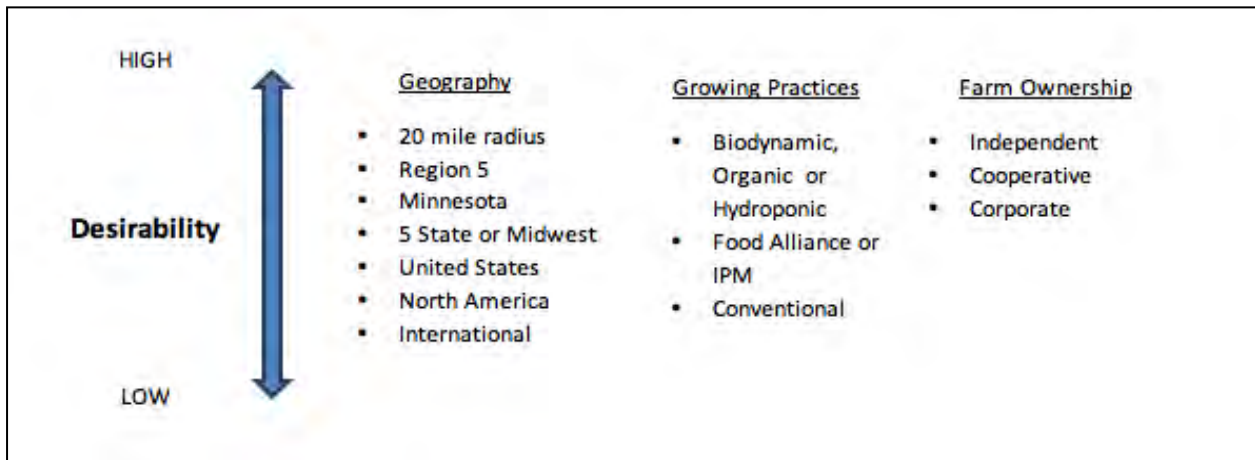 HIGH
Desirability
LOW
Geography
▪ 20 mile radius
▪ Region 5
▪ Minnesota
▪ 5 State or Midwest
▪ United States
▪ North America
▪ International
Growing Practices
▪ Biodynamic,
Organic or
Hydroponic
▪ Food Alliance or
IPM
▪ Conventional
Farm Ownership
▪ Independent
▪ Cooperative
▪ Corporate